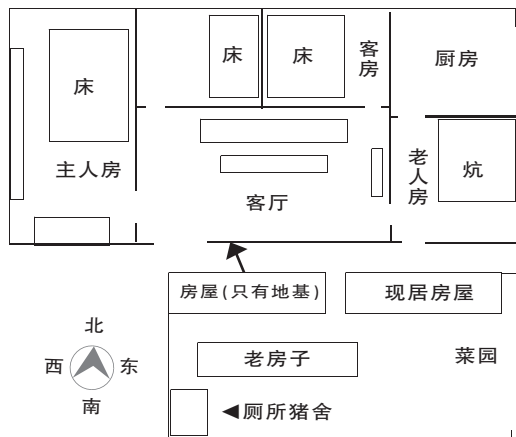 床
床
床
客房
厨房
主人房
客厅
老人房
炕
房屋(只有地基)
现居房屋
北
西
东
南
老房子
菜园
厕所猪舍